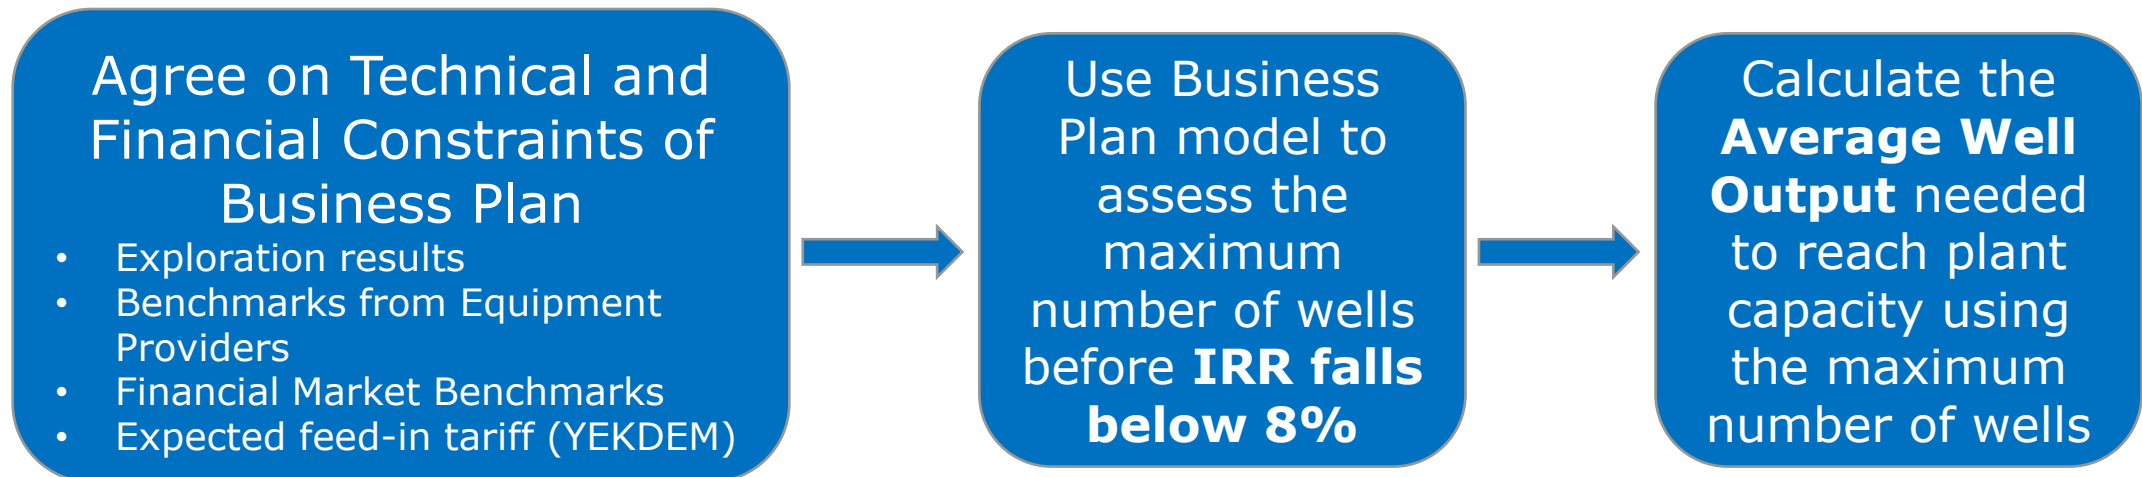 Agree on Technical and
Financial Constraints of
Business Plan
• Exploration results
• Benchmarks from Equipment
Providers
• Financial Market Benchmarks
• Expected feed-in tariff (YEKDEM)
Use Business
Plan model to
assess the
maximum
number of wells
before IRR falls
below 8%
Calculate the
Average Well
Output needed
to reach plant
capacity using
the maximum
number of wells